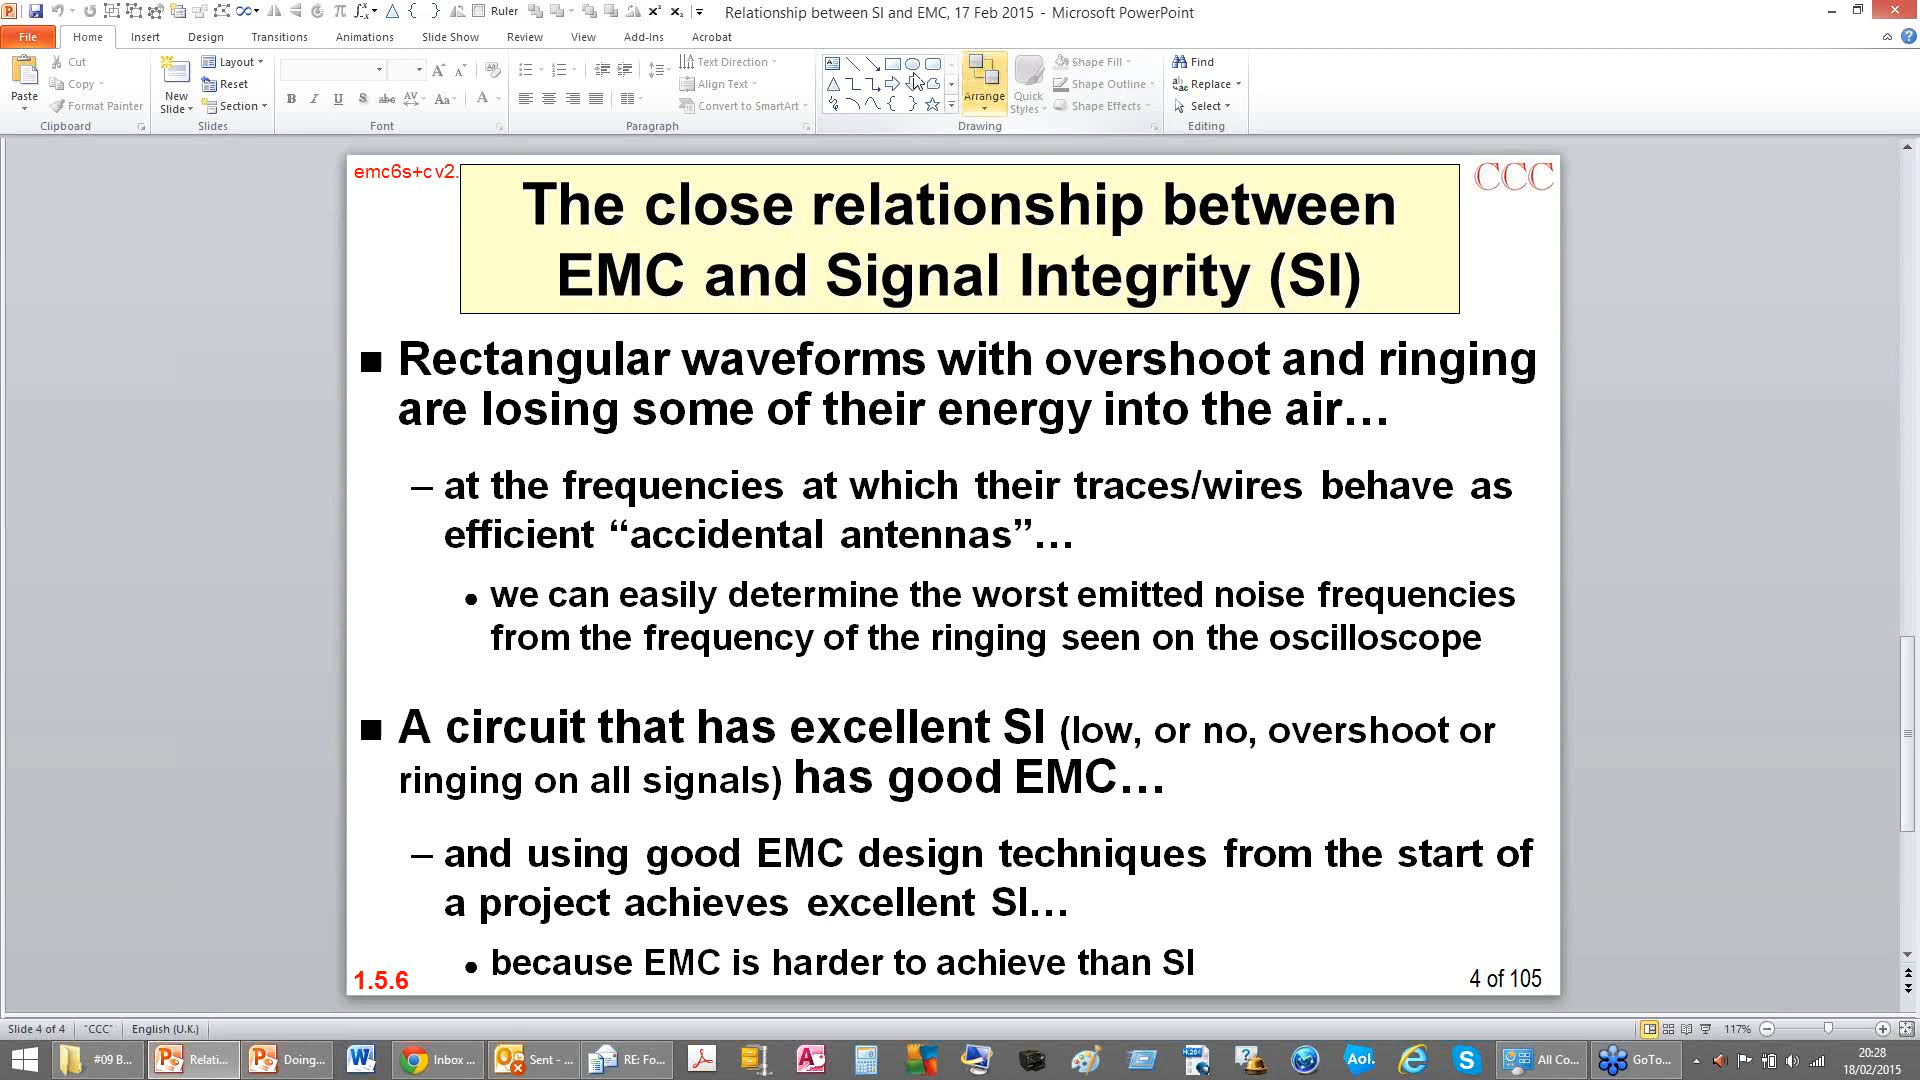 Ruler
Relationship between SI and EMC, 17 Feb 2015 - Microsoft PowerPoint
File Home Insert Design Transitions Animations Slide Show Review View Add-Ins Acrobat
Paste
Cut
Copy
Format Painter
Clipboard
New
Slide
Layout
Reset
Section
Slides
B I U S abc AV Aa A
Font
Text Direction
Align Text
Convert to SmartArt
Paragraph
Arrange
Quick
Styles
Shape Fill
Shape Outline
Shape Effects
Drawing
Find
Replace
Select
Editing
emc6s+c v2.
CCC
The close relationship between
EMC and Signal Integrity (SI)
■ Rectangular waveforms with overshoot and ringing
are losing some of their energy into the air…
– at the frequencies at which their traces/wires behave as
efficient “accidental antennas”…
• we can easily determine the worst emitted noise frequencies
from the frequency of the ringing seen on the oscilloscope
■ A circuit that has excellent SI (low, or no, overshoot or
ringing on all signals) has good EMC…
– and using good EMC design techniques from the start of
a project achieves excellent SI…
• because EMC is harder to achieve than SI
1.5.6
4 of 105
Slide 4 of 4 "CCC" English (U.K.) 117%
#09 B... Relati... Doing... Inbox ... Sent - ... RE: Fo... Aol. All Co... GoTo...
20:28
18/02/2015